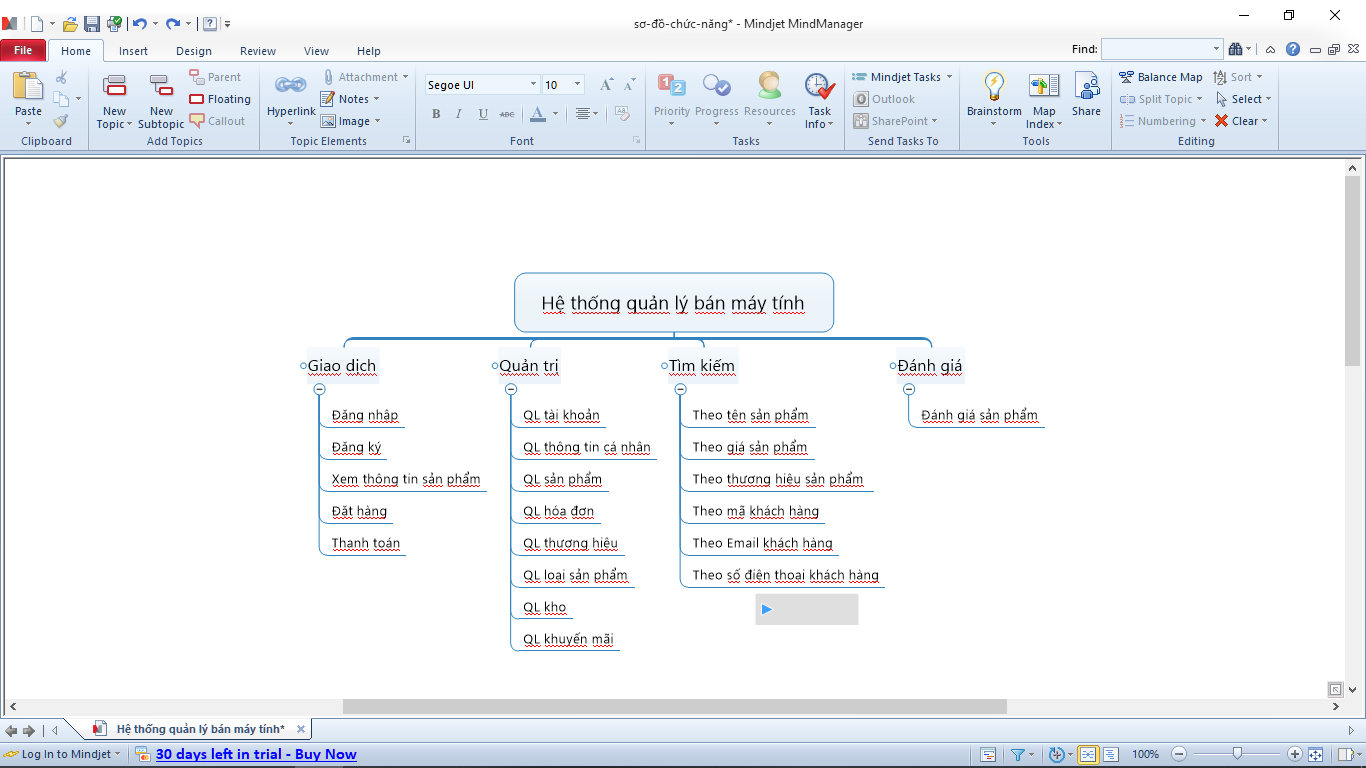 sơ-đồ-chức-năng* - Mindjet MindManager
File Home Insert Design Review View Help Find:
Paste
Clipboard
New Topic
New Subtopic
Parent
Floating
Callout
Add Topics
Hyperlink
Attachment
Notes
Image
Topic Elements
Segoe UI 10
B I U ABC A
Font
Priority
Progress
Resources
Task Info
Tasks
Mindjet Tasks
Outlook
SharePoint
Send Tasks To
Brainstorm
Map Index
Share
Tools
Balance Map
Split Topic
Numbering
Sort
Select
Clear
Editing
Hệ thống quản lý bán máy tính
Giao dịch
Đăng nhập
Đăng ký
Xem thông tin sản phẩm
Đặt hàng
Thanh toán
Quản trị
QL tài khoản
QL thông tin cá nhân
QL sản phẩm
QL hóa đơn
QL thương hiệu
QL loại sản phẩm
QL kho
QL khuyến mãi
Tìm kiếm
Theo tên sản phẩm
Theo giá sản phẩm
Theo thương hiệu sản phẩm
Theo mã khách hàng
Theo Email khách hàng
Theo số điện thoại khách hàng
Đánh giá
Đánh giá sản phẩm
Hệ thống quản lý bán máy tính*
Log In to Mindjet
30 days left in trial - Buy Now
100%